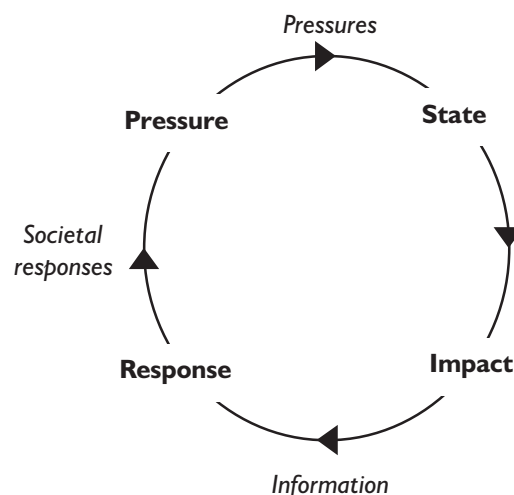 Pressures
Pressure
State
Societal
responses
Response
Impact
Information